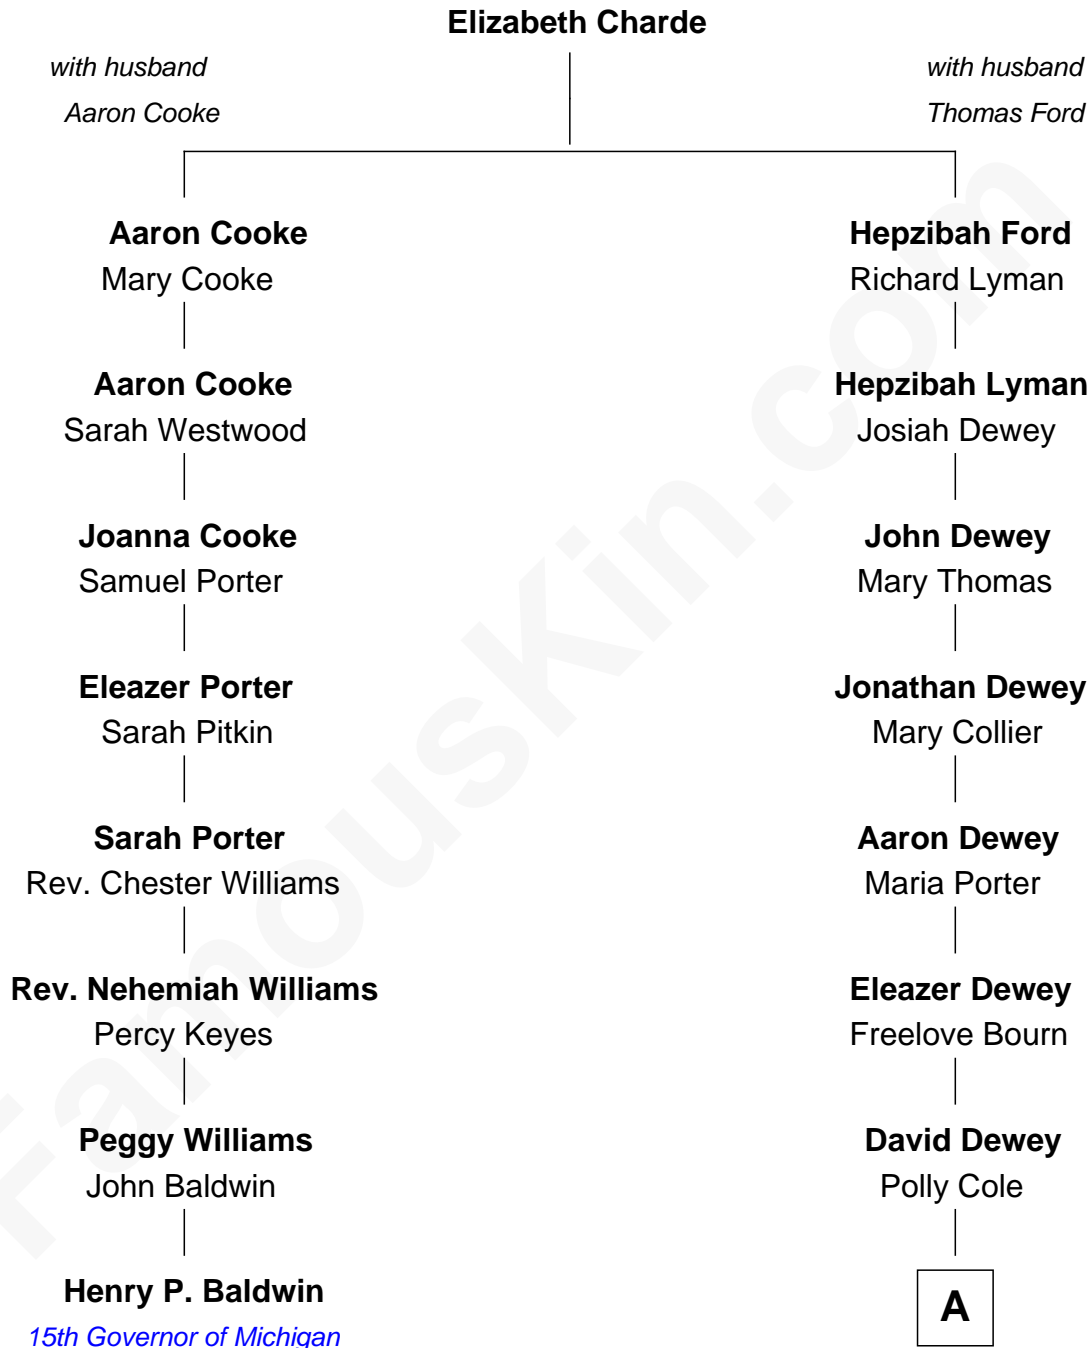 Elizabeth Charde
with husband
Aaron Cooke
with husband
Thomas Ford
Aaron Cooke
Mary Cooke
Hepzibah Ford
Richard Lyman
Aaron Cooke
Sarah Westwood
Hepzibah Lyman
Josiah Dewey
Joanna Cooke
Samuel Porter
John Dewey
Mary Thomas
Eleazer Porter
Sarah Pitkin
Jonathan Dewey
Mary Collier
Sarah Porter
Rev. Chester Williams
Aaron Dewey
Maria Porter
Rev. Nehemiah Williams
Percy Keyes
Eleazer Dewey
Freelove Bourn
Peggy Williams
John Baldwin
David Dewey
Polly Cole
Henry P. Baldwin
15th Governor of Michigan
A
FamousKin.com